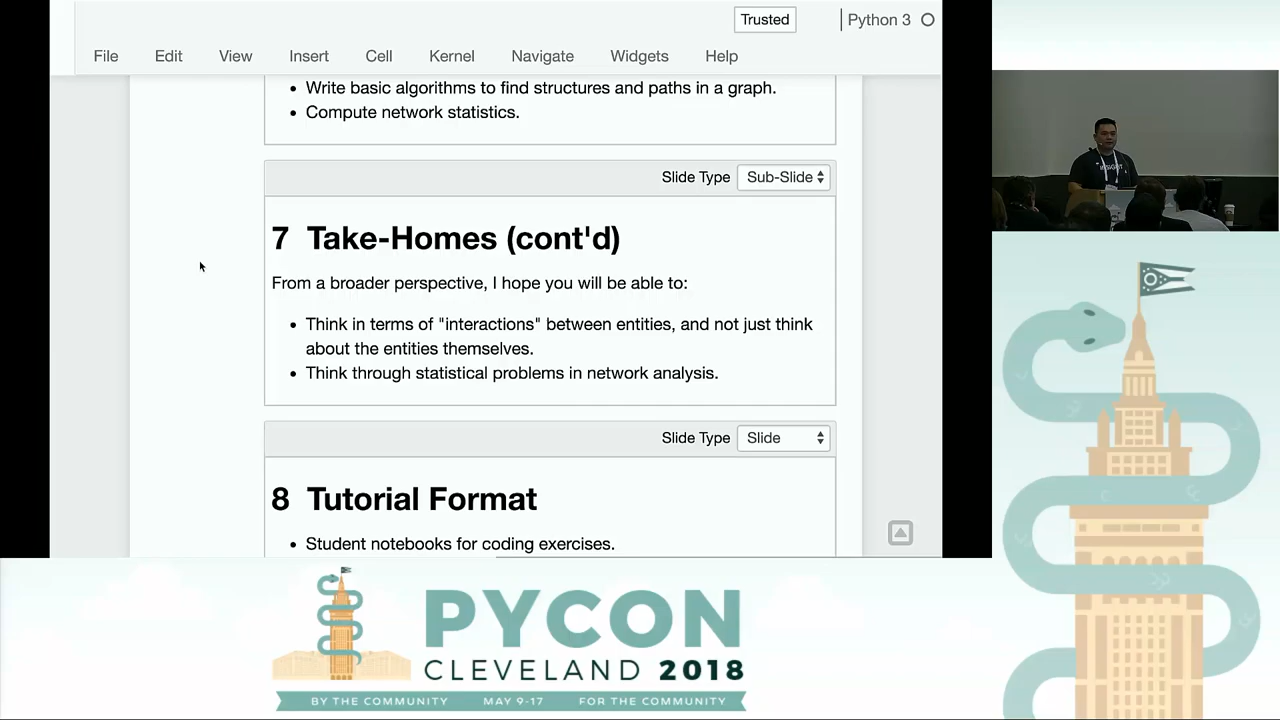 Trusted
Python 3
File Edit View Insert Cell Kernel Navigate Widgets Help
Write basic algorithms to find structures and paths in a graph.
Compute network statistics.
Slide Type Sub-Slide
7 Take-Homes (cont'd)
From a broader perspective, I hope you will be able to:
Think in terms of "interactions" between entities, and not just think
about the entities themselves.
Think through statistical problems in network analysis.
Slide Type Slide
8 Tutorial Format
Student notebooks for coding exercises.
INSIGHT
PYCON
CLEVELAND 2018
BY THE COMMUNITY MAY 9-17 FOR THE COMMUNITY